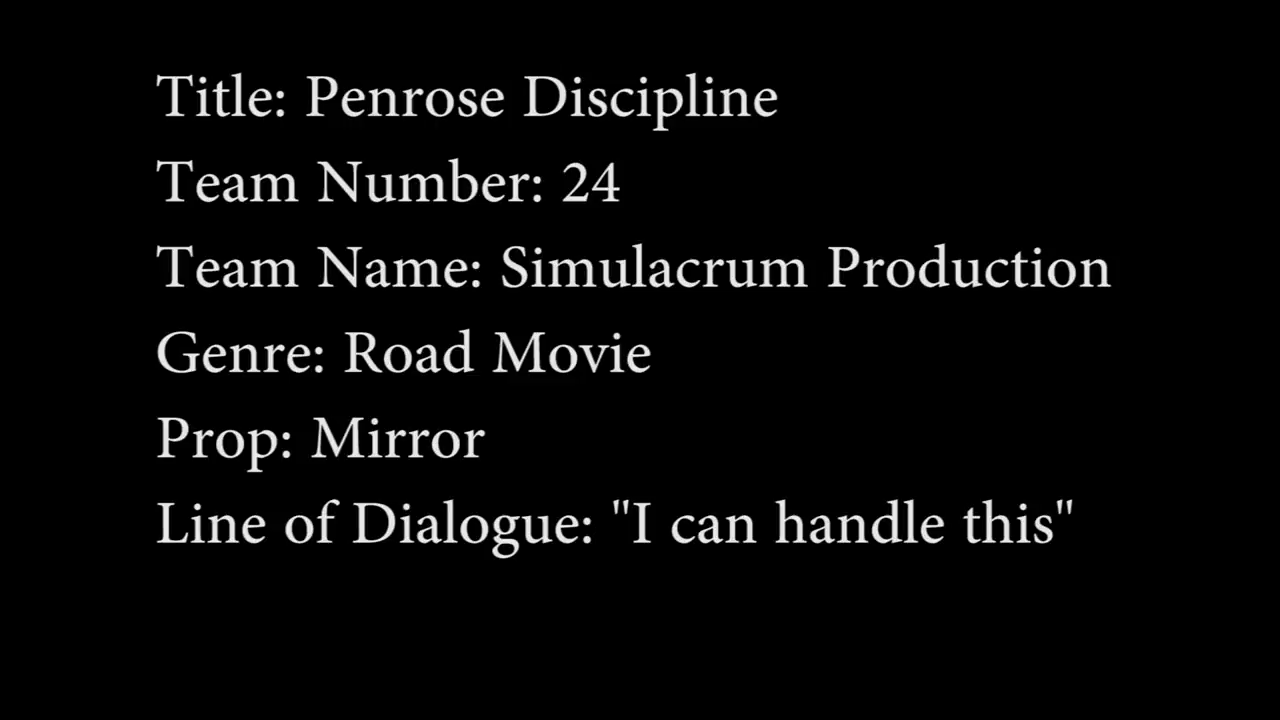 Title: Penrose Discipline
Team Number: 24
Team Name: Simulacrum Production
Genre: Road Movie
Prop: Mirror
Line of Dialogue: "I can handle this"